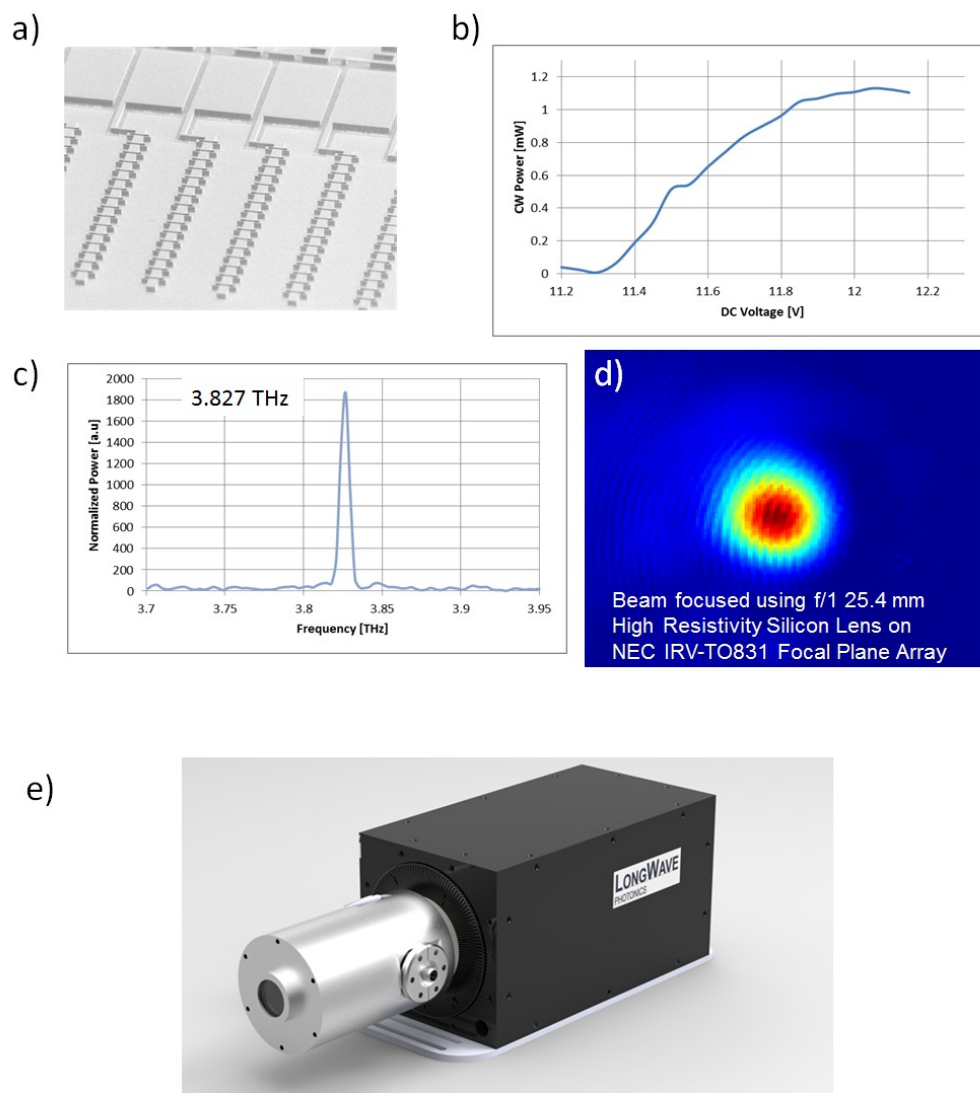 a)
b)
1.2
1
0.8
0.6
0.4
0.2
0
CW Power [mW]
11.2 11.4 11.6 11.8 12 12.2
DC Voltage [V]
c)
3.827 THz
2000
1800
1600
1400
1200
1000
800
600
400
200
0
Normalized Power [a.u]
3.7 3.75 3.8 3.85 3.9 3.95
Frequency [THz]
d)
Beam focused using f/1 25.4 mm
High Resistivity Silicon Lens on
NEC IRV-TO831 Focal Plane Array
e)
LONGWAVE
PHOTONICS